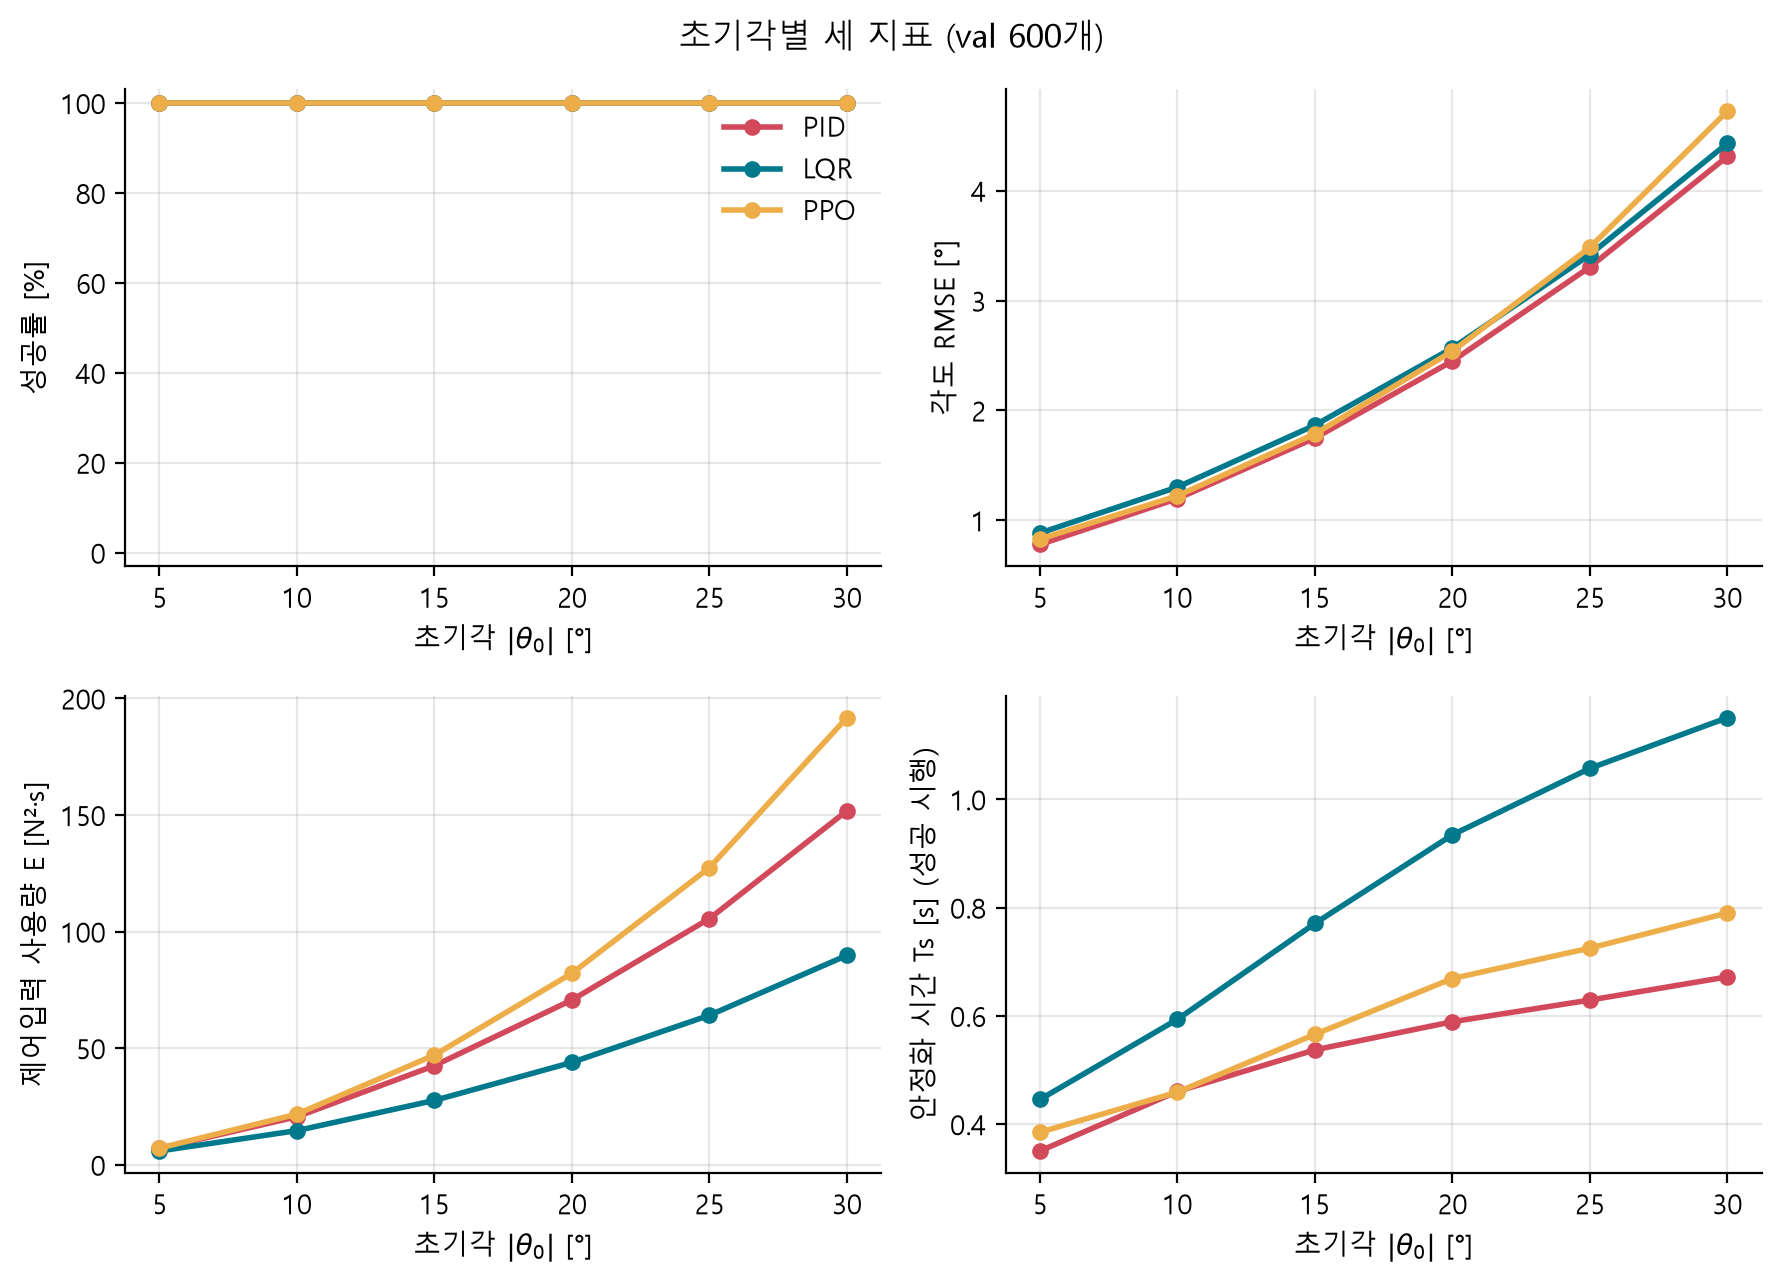 초기각별 세 지표 (val 600개)
성공률 [%]
100
80
60
40
20
0
PID
LQR
PPO
5 10 15 20 25 30
초기각 |θ₀| [°]
각도 RMSE [°]
4
3
2
1
5 10 15 20 25 30
초기각 |θ₀| [°]
제어입력 사용량 E [N²·s]
200
150
100
50
0
5 10 15 20 25 30
초기각 |θ₀| [°]
안정화 시간 Ts [s] (성공 시행)
1.0
0.8
0.6
0.4
5 10 15 20 25 30
초기각 |θ₀| [°]